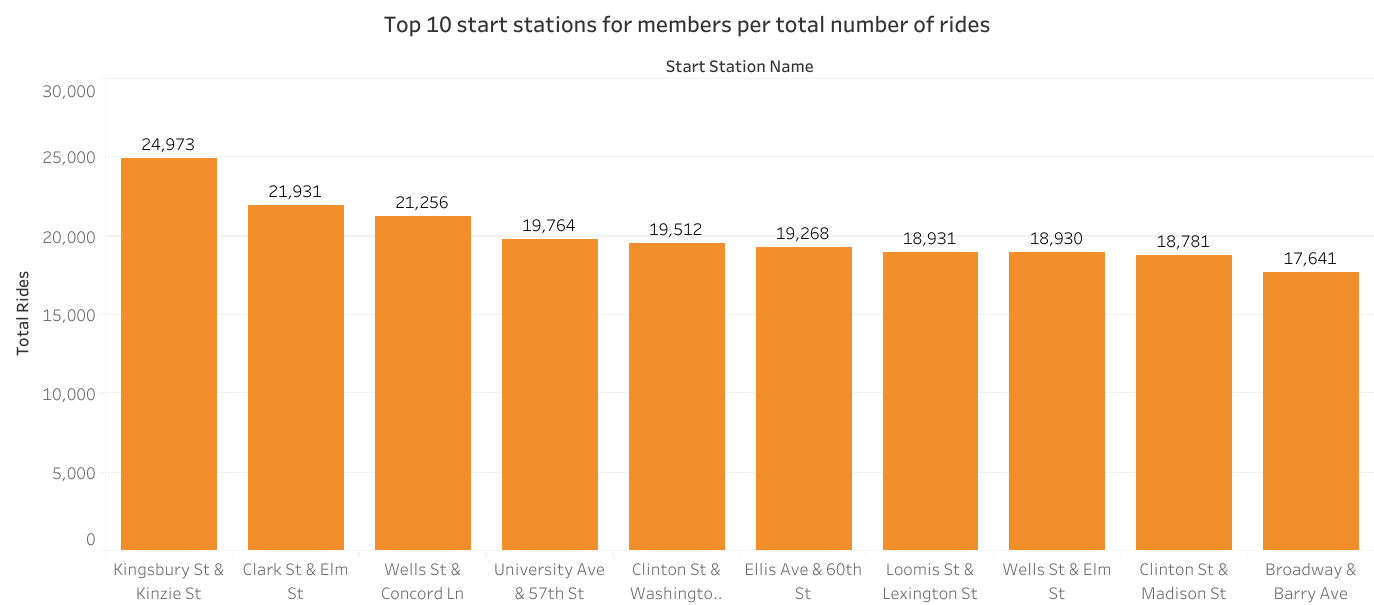 Top 10 start stations for members per total number of rides
Start Station Name
30,000
25,000
20,000
15,000
10,000
5,000
0
Total Rides
24,973
21,931
21,256
19,764
19,512
19,268
18,931
18,930
18,781
17,641
Kingsbury St &
Kinzie St
Clark St & Elm
St
Wells St &
Concord Ln
University Ave
& 57th St
Clinton St &
Washingto..
Ellis Ave & 60th
St
Loomis St &
Lexington St
Wells St & Elm
St
Clinton St &
Madison St
Broadway &
Barry Ave